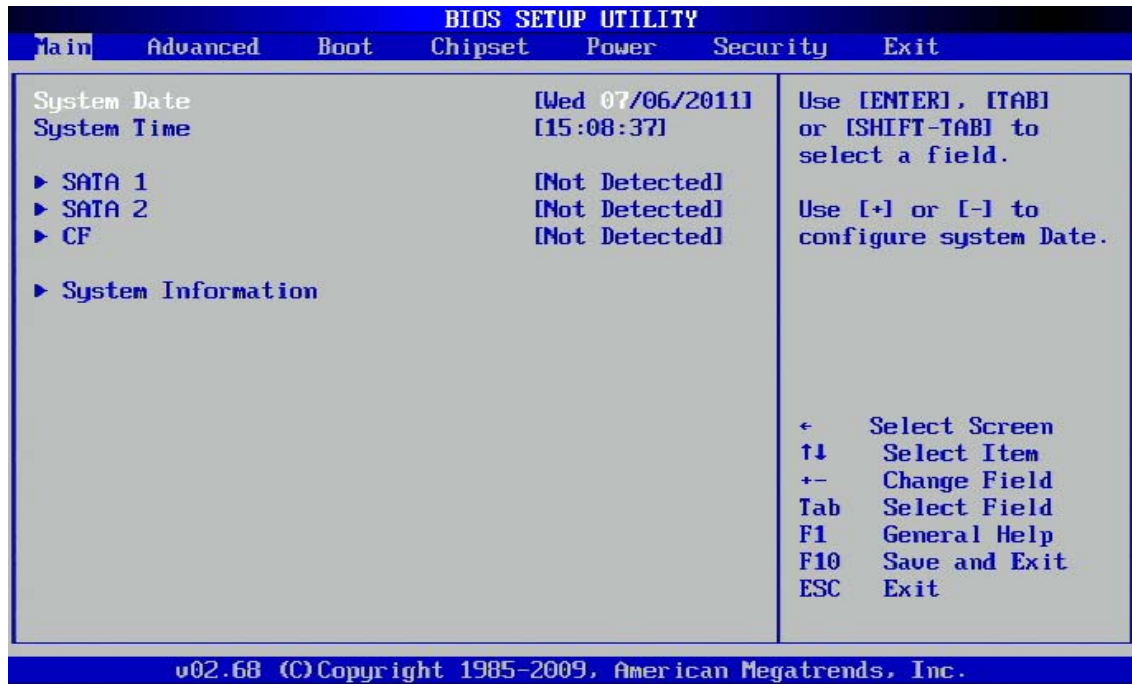 BIOS SETUP UTILITY
Main Advanced Boot Chipset Power Security Exit
System Date [Wed 07/06/2011]
System Time [15:08:37]
▶ SATA 1 [Not Detected]
▶ SATA 2 [Not Detected]
▶ CF [Not Detected]
▶ System Information
Use [ENTER], [TAB]
or [SHIFT-TAB] to
select a field.
Use [+] or [-] to
configure system Date.
← Select Screen
↑↓ Select Item
+- Change Field
Tab Select Field
F1 General Help
F10 Save and Exit
ESC Exit
v02.68 (C)Copyright 1985-2009, American Megatrends, Inc.